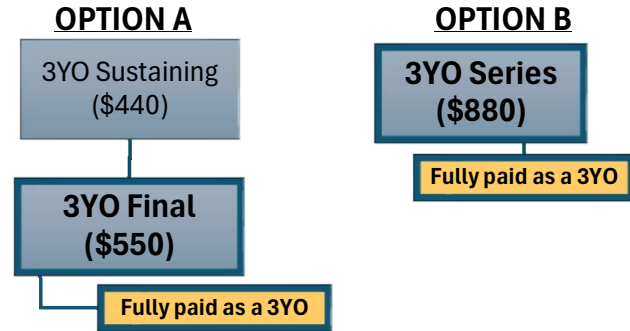 OPTION A
3YO Sustaining
($440)
3YO Final
($550)
Fully paid as a 3YO
OPTION B
3YO Series
($880)
Fully paid as a 3YO